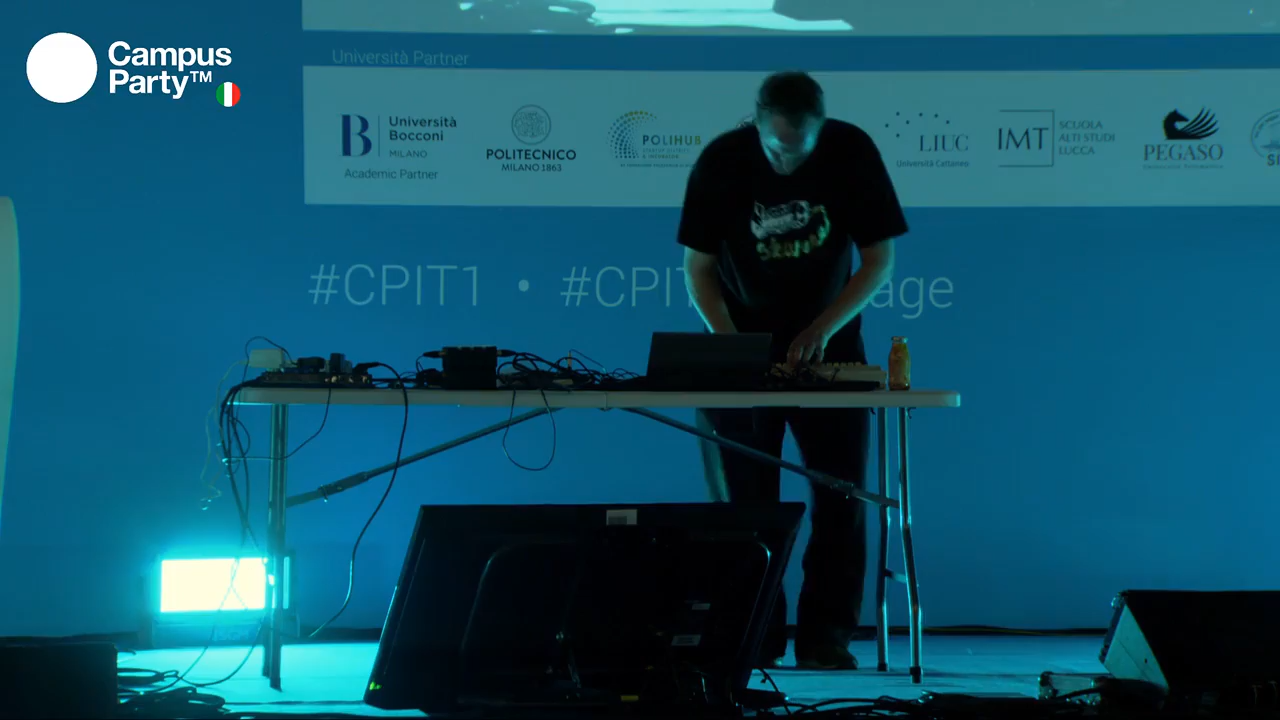 Campus
Party™
Università Partner
B Università
Bocconi
MILANO
Academic Partner
POLITECNICO
MILANO 1863
POLIHUB
LIUC
Università Cattaneo
IMT SCUOLA
ALTI STUDI
LUCCA
PEGASO
#CPIT1 • #CPIT
age